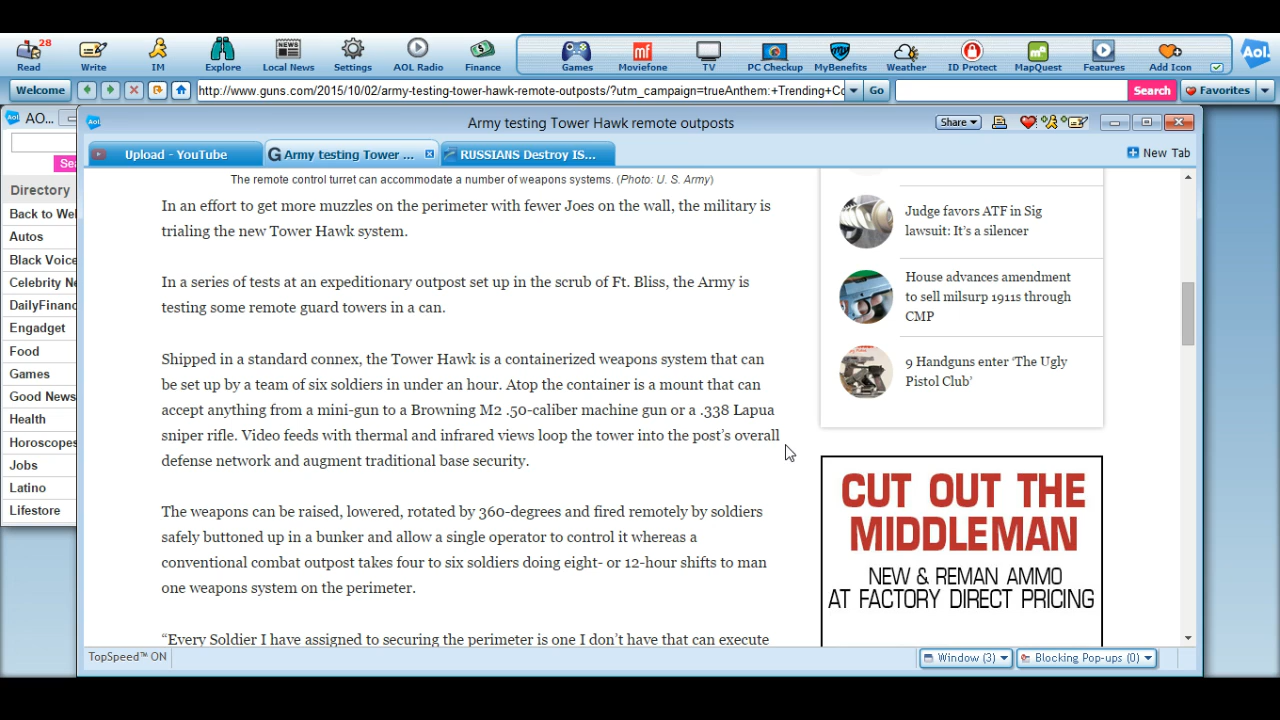 28
Read
Write
IM
Explore
NEWS
Local News
Settings
AOL Radio
Finance
Games
mf
Moviefone
TV
PC Checkup
MY
MyBenefits
Weather
ID Protect
mQ
MapQuest
Features
Add Icon
Aol.
Welcome
http://www.guns.com/2015/10/02/army-testing-tower-hawk-remote-outposts/?utm_campaign=trueAnthem:+Trending+Cc
Go
Search
Favorites
AO...
Aol.
Army testing Tower Hawk remote outposts
Share
Upload - YouTube
G Army testing Tower ...
RUSSIANS Destroy IS...
New Tab
Sea
Directory
Back to Wel
Autos
Black Voice
Celebrity Ne
DailyFinanc
Engadget
Food
Games
Good News
Health
Horoscopes
Jobs
Latino
Lifestore
The remote control turret can accommodate a number of weapons systems. (Photo: U. S. Army)
In an effort to get more muzzles on the perimeter with fewer Joes on the wall, the military is
trialing the new Tower Hawk system.
In a series of tests at an expeditionary outpost set up in the scrub of Ft. Bliss, the Army is
testing some remote guard towers in a can.
Shipped in a standard connex, the Tower Hawk is a containerized weapons system that can
be set up by a team of six soldiers in under an hour. Atop the container is a mount that can
accept anything from a mini-gun to a Browning M2 .50-caliber machine gun or a .338 Lapua
sniper rifle. Video feeds with thermal and infrared views loop the tower into the post’s overall
defense network and augment traditional base security.
The weapons can be raised, lowered, rotated by 360-degrees and fired remotely by soldiers
safely buttoned up in a bunker and allow a single operator to control it whereas a
conventional combat outpost takes four to six soldiers doing eight- or 12-hour shifts to man
one weapons system on the perimeter.
“Every Soldier I have assigned to securing the perimeter is one I don’t have that can execute
Judge favors ATF in Sig
lawsuit: It’s a silencer
House advances amendment
to sell milsurp 1911s through
CMP
9 Handguns enter ‘The Ugly
Pistol Club’
CUT OUT THE
MIDDLEMAN
NEW & REMAN AMMO
AT FACTORY DIRECT PRICING
TopSpeed™ ON
Window (3)
Blocking Pop-ups (0)